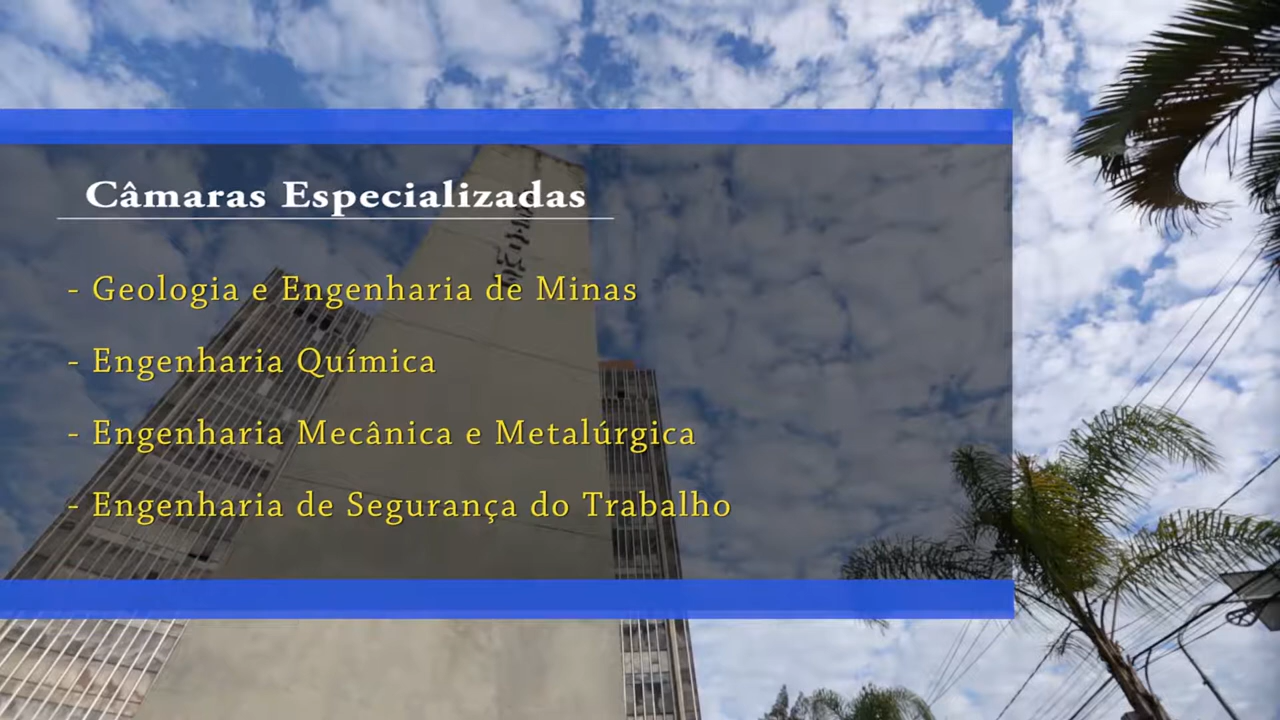 Câmaras Especializadas
- Geologia e Engenharia de Minas
- Engenharia Química
- Engenharia Mecânica e Metalúrgica
- Engenharia de Segurança do Trabalho